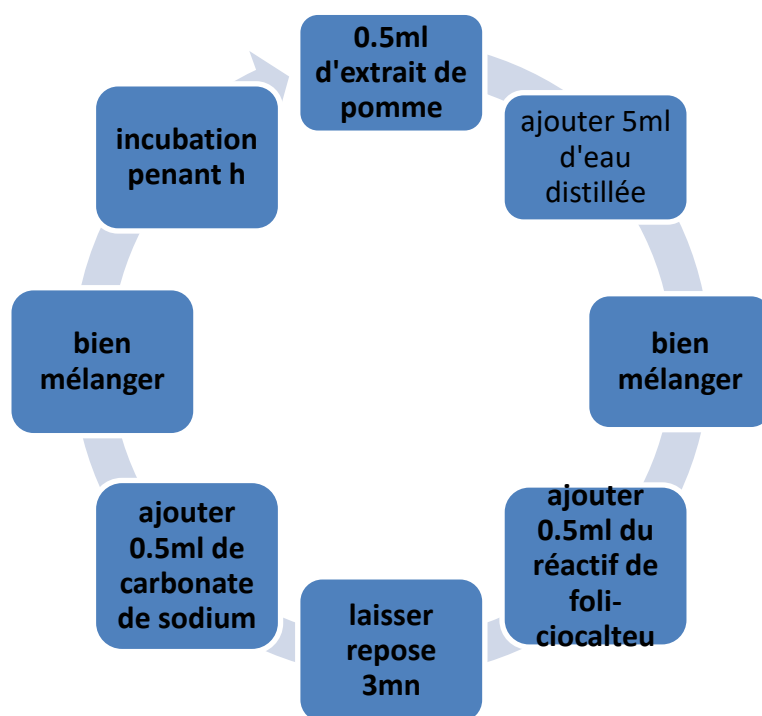 0.5ml
d'extrait de
pomme
ajouter 5ml
d'eau
distillée
bien
mélanger
ajouter
0.5ml du
réactif de
foli-
ciocalteu
laisser
repose
3mn
ajouter
0.5ml de
carbonate
de sodium
bien
mélanger
incubation
penant h